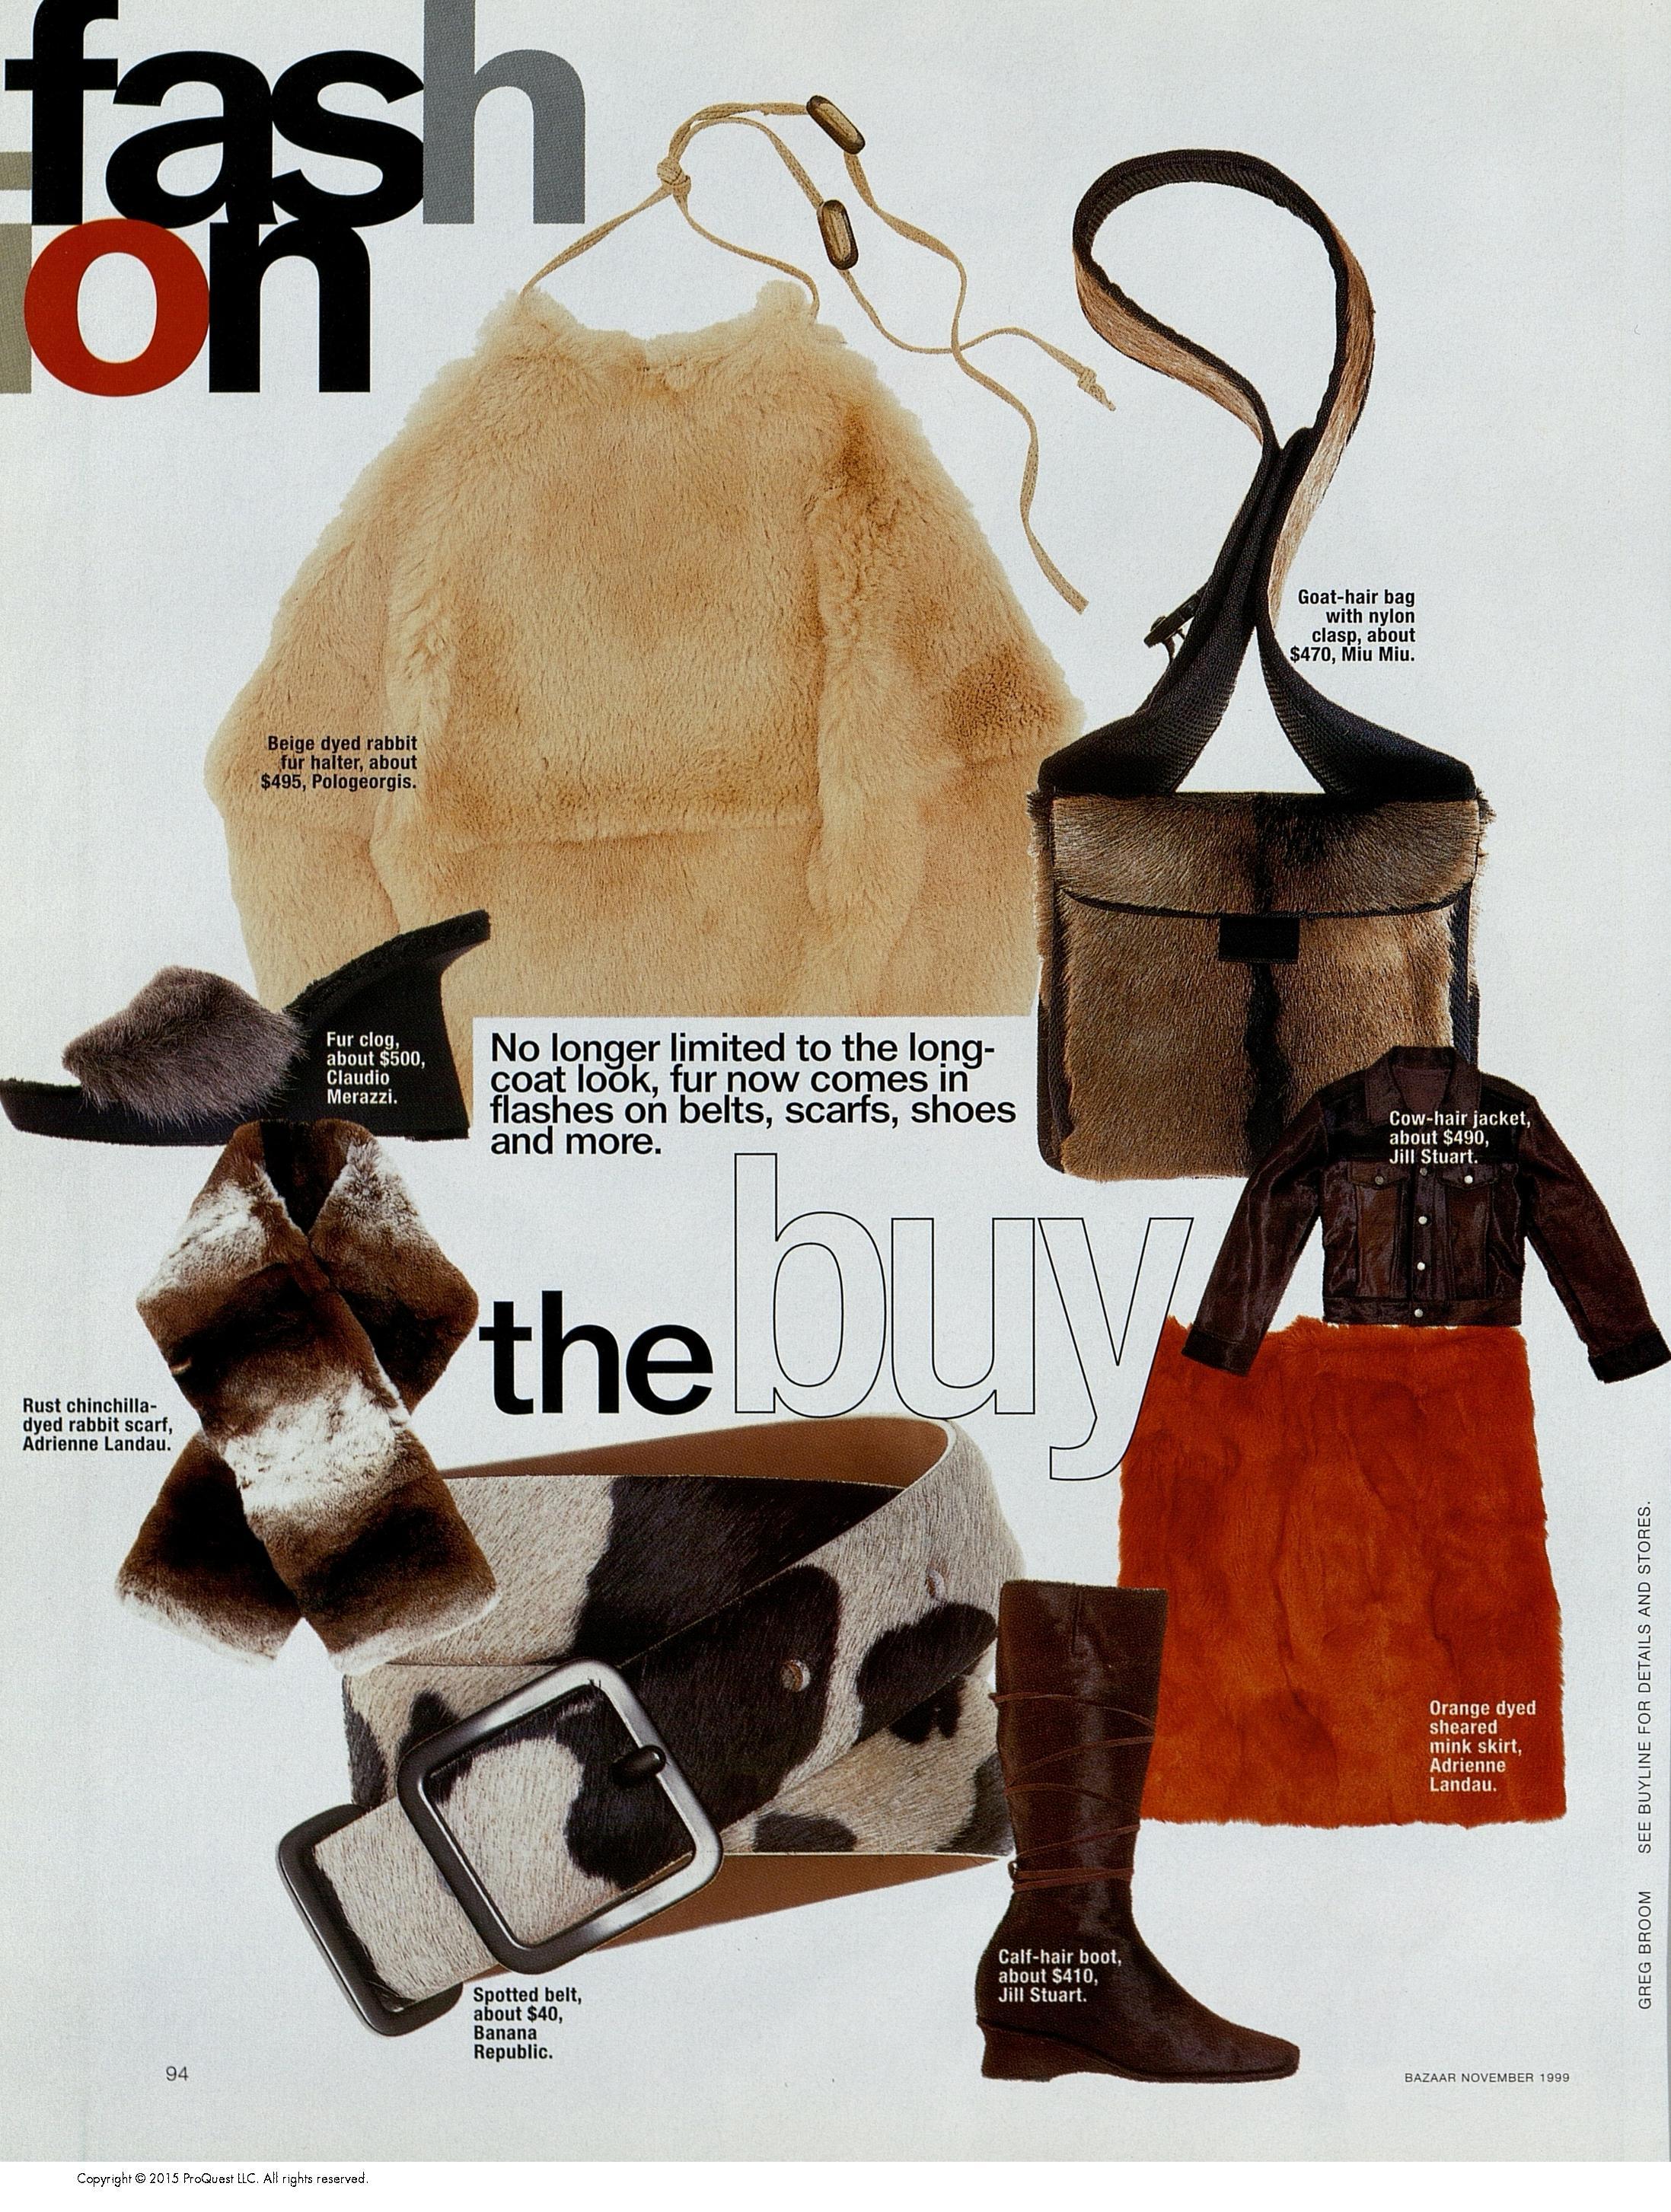 fash
ion
Goat-hair bag
with nylon
clasp, about
$470, Miu Miu.
Beige dyed rabbit
fur halter, about
$495, Pologeorgis.
Fur clog,
about $500,
Claudio
Merazzi.
No longer limited to the long-
coat look, fur now comes in
flashes on belts, scarfs, shoes
and more.
Cow-hair jacket,
about $490,
Jill Stuart.
the buy
Rust chinchilla-
dyed rabbit scarf,
Adrienne Landau.
Orange dyed
sheared
mink skirt,
Adrienne
Landau.
Calf-hair boot,
about $410,
Jill Stuart.
Spotted belt,
about $40,
Banana
Republic.
GREG BROOM SEE BUYLINE FOR DETAILS AND STORES.
94
BAZAAR NOVEMBER 1999
Copyright © 2015 ProQuest LLC. All rights reserved.